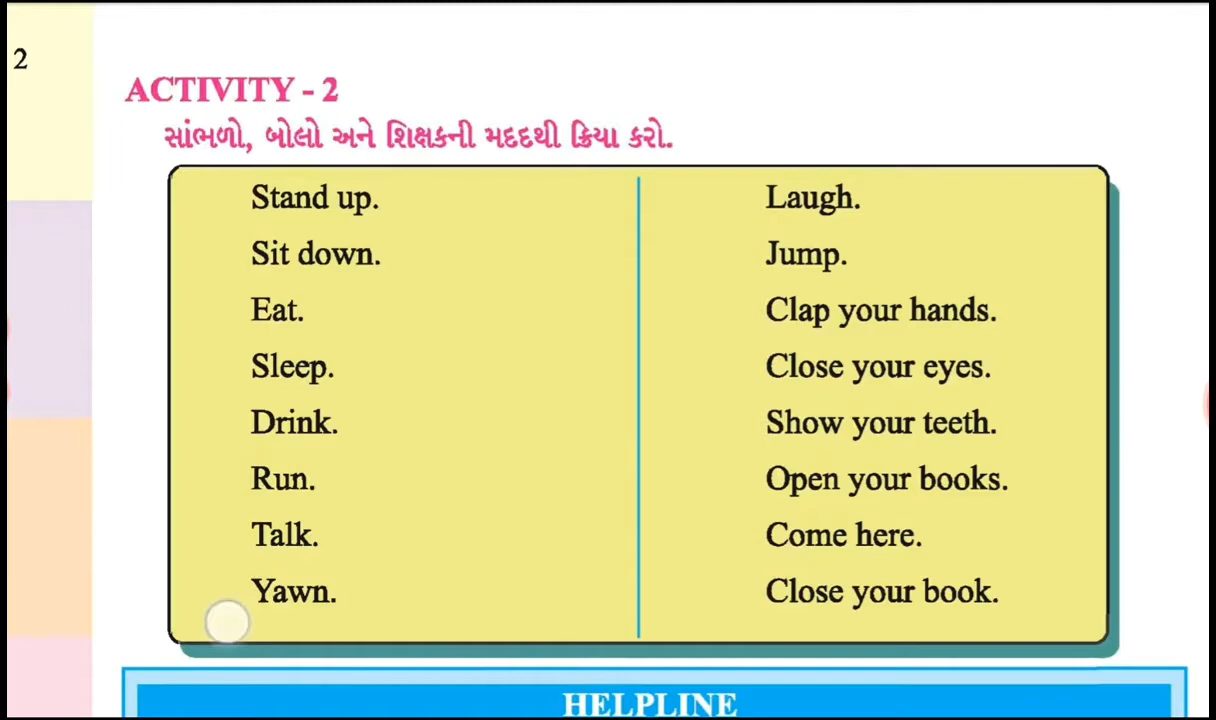 2
ACTIVITY - 2
સાંભળો, બોલો અને શિક્ષકની મદદથી ક્રિયા કરો.
Stand up.
Sit down.
Eat.
Sleep.
Drink.
Run.
Talk.
Yawn.
Laugh.
Jump.
Clap your hands.
Close your eyes.
Show your teeth.
Open your books.
Come here.
Close your book.
HELPLINE